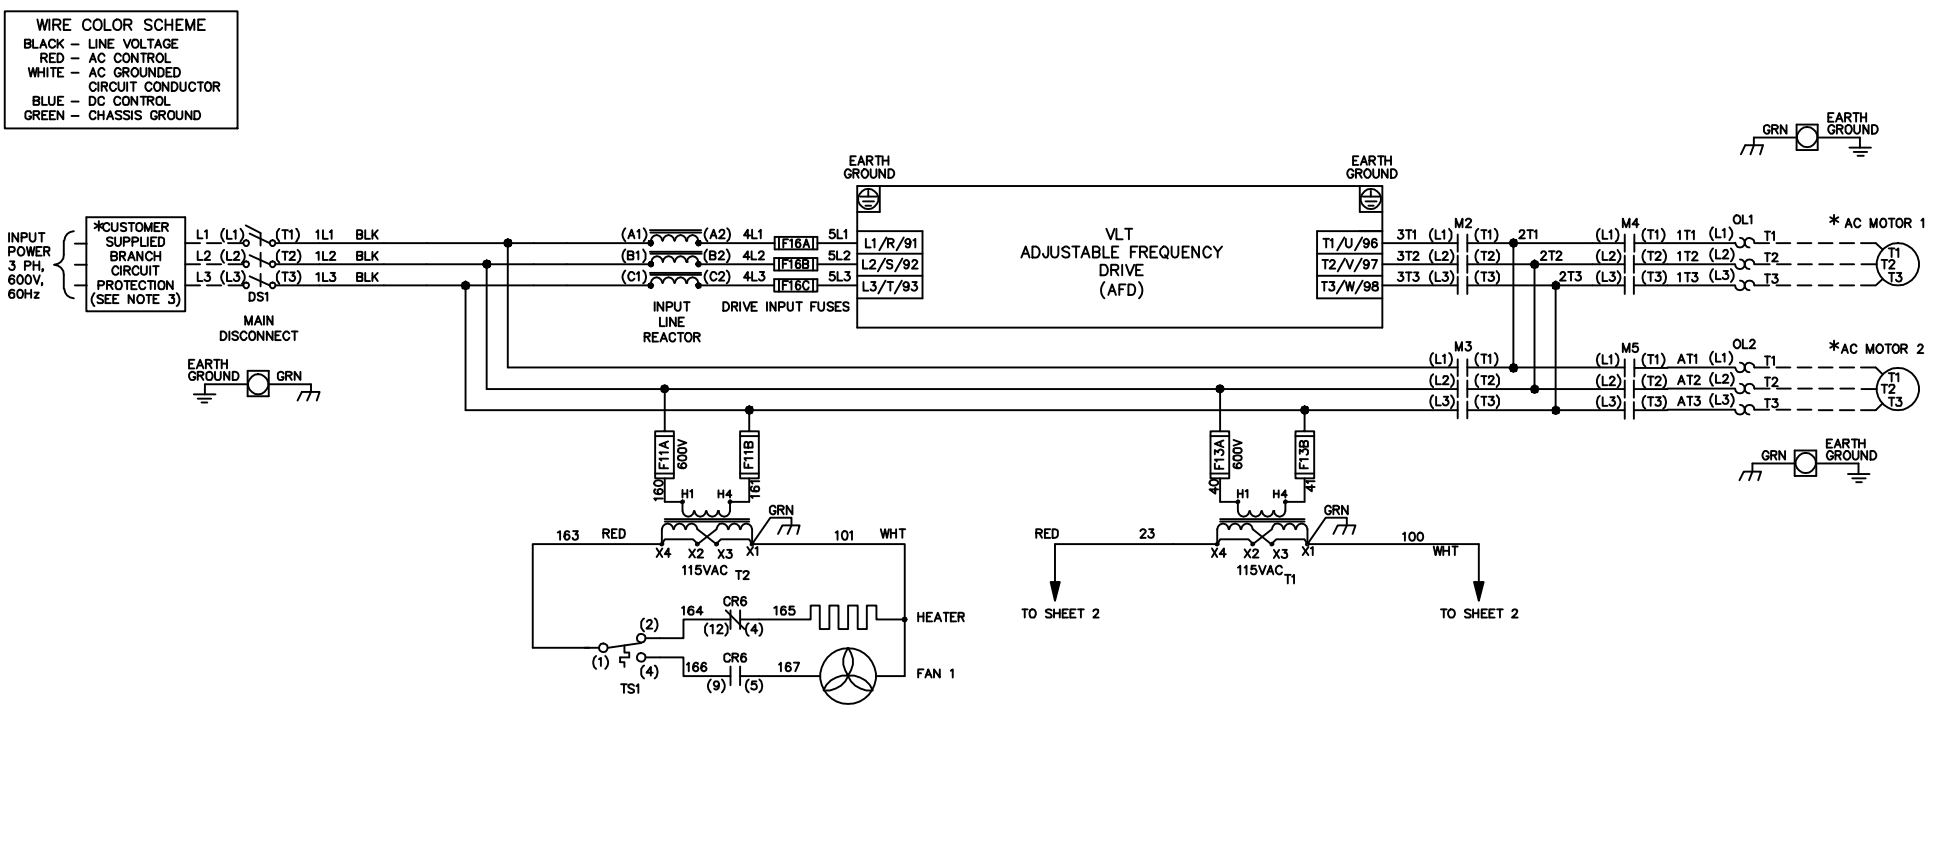 WIRE COLOR SCHEME
BLACK – LINE VOLTAGE
RED – AC CONTROL
WHITE – AC GROUNDED
CIRCUIT CONDUCTOR
BLUE – DC CONTROL
GREEN – CHASSIS GROUND
INPUT
POWER
3 PH,
600V,
60Hz
*CUSTOMER
SUPPLIED
BRANCH
CIRCUIT
PROTECTION
(SEE NOTE 3)
L1 (L1) (T1) 1L1 BLK
L2 (L2) (T2) 1L2 BLK
L3 (L3) (T3) 1L3 BLK
DS1
MAIN
DISCONNECT
EARTH
GROUND
GRN
(A1) (A2) 4L1 F16A 5L1
(B1) (B2) 4L2 F16B 5L2
(C1) (C2) 4L3 F16C 5L3
INPUT
LINE
REACTOR
DRIVE INPUT FUSES
EARTH
GROUND
EARTH
GROUND
L1/R/91
L2/S/92
L3/T/93
VLT
ADJUSTABLE FREQUENCY
DRIVE
(AFD)
T1/U/96
T2/V/97
T3/W/98
M2
3T1 (L1) (T1) 2T1
3T2 (L2) (T2) 2T2
3T3 (L3) (T3) 2T3
M4
(L1) (T1) 1T1 (L1) T1
(L2) (T2) 1T2 (L2) T2
(L3) (T3) 1T3 (L3) T3
OL1
* AC MOTOR 1
T1
T2
T3
GRN
EARTH
GROUND
M3
(L1) (T1)
(L2) (T2)
(L3) (T3)
M5
(L1) (T1) AT1 (L1) T1
(L2) (T2) AT2 (L2) T2
(L3) (T3) AT3 (L3) T3
OL2
*AC MOTOR 2
T1
T2
T3
GRN
EARTH
GROUND
F11A
600V
F11B
160
161
H1 H4
GRN
163 RED
101 WHT
X4 X2 X3 X1
115VAC T2
164 CR6 165
(12) (4)
HEATER
(2)
(1)
(4)
TS1
166 CR6 167
(9) (5)
FAN 1
F13A
600V
F13B
40
41
H1 H4
GRN
RED 23
100
WHT
X4 X2 X3 X1
115VAC T1
TO SHEET 2
TO SHEET 2